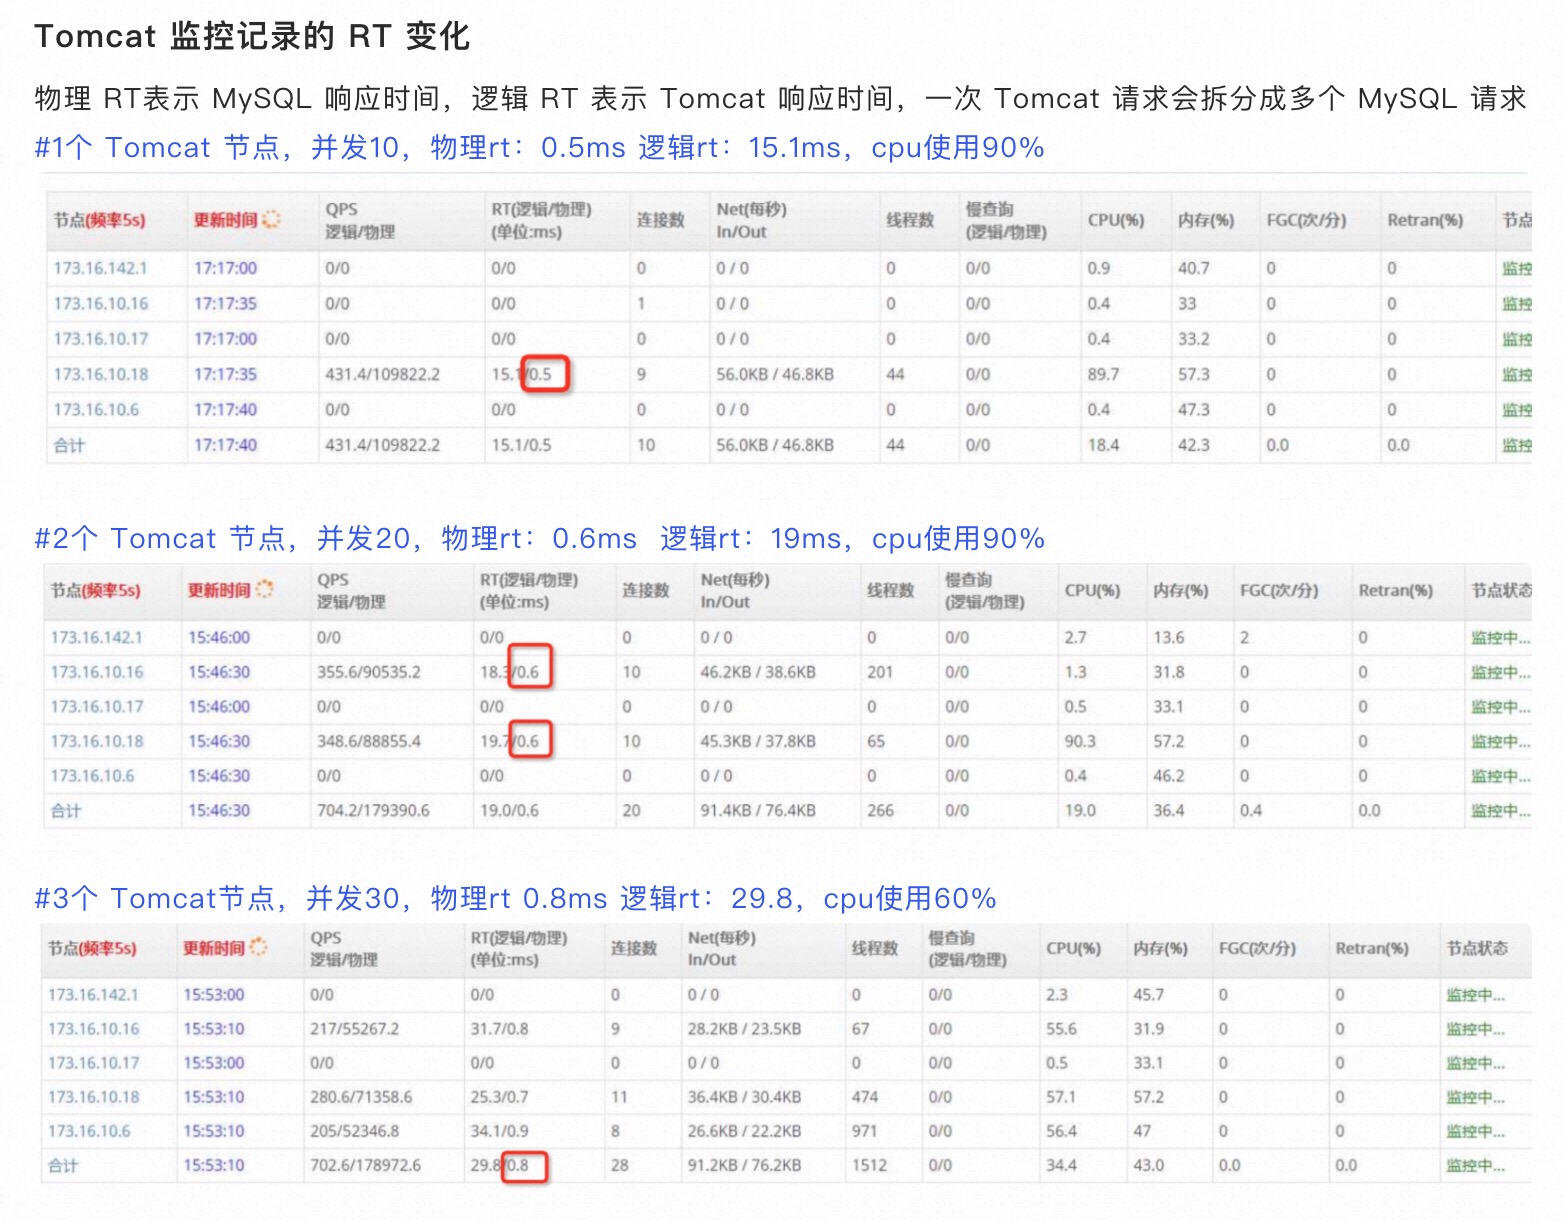 Tomcat 监控记录的 RT 变化
物理 RT表示 MySQL 响应时间，逻辑 RT 表示 Tomcat 响应时间，一次 Tomcat 请求会拆分成多个 MySQL 请求
#1个 Tomcat 节点，并发10，物理rt：0.5ms 逻辑rt：15.1ms，cpu使用90%
节点(频率5s) 更新时间 QPS 逻辑/物理 RT(逻辑/物理) (单位:ms) 连接数 Net(每秒) In/Out 线程数 慢查询 (逻辑/物理) CPU(%) 内存(%) FGC(次/分) Retran(%) 节点
173.16.142.1 17:17:00 0/0 0/0 0 0 / 0 0 0/0 0.9 40.7 0 0 监控
173.16.10.16 17:17:35 0/0 0/0 1 0 / 0 0 0/0 0.4 33 0 0 监控
173.16.10.17 17:17:00 0/0 0/0 0 0 / 0 0 0/0 0.4 33.2 0 0 监控
173.16.10.18 17:17:35 431.4/109822.2 15.1/0.5 9 56.0KB / 46.8KB 44 0/0 89.7 57.3 0 0 监控
173.16.10.6 17:17:40 0/0 0/0 0 0 / 0 0 0/0 0.4 47.3 0 0 监控
合计 17:17:40 431.4/109822.2 15.1/0.5 10 56.0KB / 46.8KB 44 0/0 18.4 42.3 0.0 0.0 监控
#2个 Tomcat 节点，并发20，物理rt：0.6ms 逻辑rt：19ms，cpu使用90%
节点(频率5s) 更新时间 QPS 逻辑/物理 RT(逻辑/物理) (单位:ms) 连接数 Net(每秒) In/Out 线程数 慢查询 (逻辑/物理) CPU(%) 内存(%) FGC(次/分) Retran(%) 节点状态
173.16.142.1 15:46:00 0/0 0/0 0 0 / 0 0 0/0 2.7 13.6 2 0 监控中...
173.16.10.16 15:46:30 355.6/90535.2 18.3/0.6 10 46.2KB / 38.6KB 201 0/0 1.3 31.8 0 0 监控中...
173.16.10.17 15:46:00 0/0 0/0 0 0 / 0 0 0/0 0.5 33.1 0 0 监控中...
173.16.10.18 15:46:30 348.6/88855.4 19.7/0.6 10 45.3KB / 37.8KB 65 0/0 90.3 57.2 0 0 监控中...
173.16.10.6 15:46:30 0/0 0/0 0 0 / 0 0 0/0 0.4 46.2 0 0 监控中...
合计 15:46:30 704.2/179390.6 19.0/0.6 20 91.4KB / 76.4KB 266 0/0 19.0 36.4 0.4 0.0 监控中...
#3个 Tomcat节点，并发30，物理rt 0.8ms 逻辑rt：29.8，cpu使用60%
节点(频率5s) 更新时间 QPS 逻辑/物理 RT(逻辑/物理) (单位:ms) 连接数 Net(每秒) In/Out 线程数 慢查询 (逻辑/物理) CPU(%) 内存(%) FGC(次/分) Retran(%) 节点状态
173.16.142.1 15:53:00 0/0 0/0 0 0 / 0 0 0/0 2.3 45.7 0 0 监控中...
173.16.10.16 15:53:10 217/55267.2 31.7/0.8 9 28.2KB / 23.5KB 67 0/0 55.6 31.9 0 0 监控中...
173.16.10.17 15:53:00 0/0 0/0 0 0 / 0 0 0/0 0.5 33.1 0 0 监控中...
173.16.10.18 15:53:10 280.6/71358.6 25.3/0.7 11 36.4KB / 30.4KB 474 0/0 57.1 57.2 0 0 监控中...
173.16.10.6 15:53:10 205/52346.8 34.1/0.9 8 26.6KB / 22.2KB 971 0/0 56.4 47 0 0 监控中...
合计 15:53:10 702.6/178972.6 29.8/0.8 28 91.2KB / 76.2KB 1512 0/0 34.4 43.0 0.0 0.0 监控中...